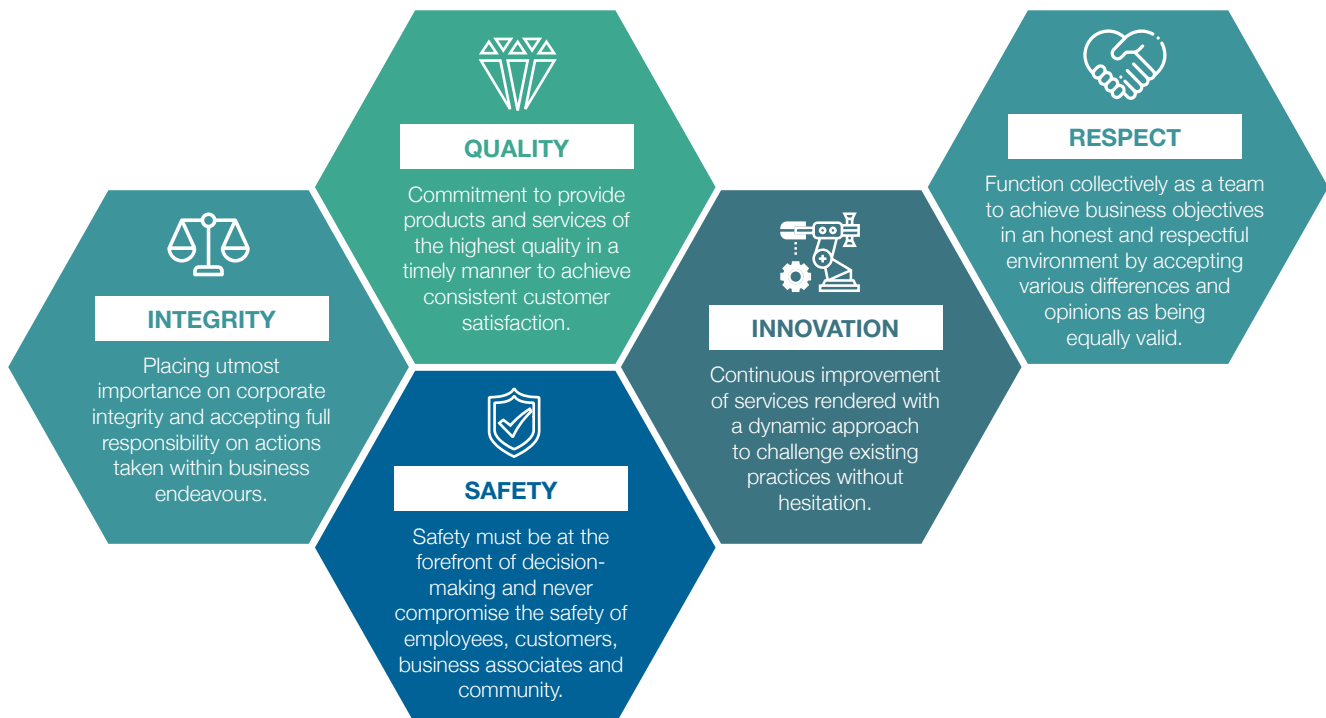 INTEGRITY
Placing utmost
importance on corporate
integrity and accepting full
responsibility on actions
taken within business
endeavours.
QUALITY
Commitment to provide
products and services of
the highest quality in a
timely manner to achieve
consistent customer
satisfaction.
SAFETY
Safety must be at the
forefront of decision-
making and never
compromise the safety of
employees, customers,
business associates and
community.
INNOVATION
Continuous improvement
of services rendered with
a dynamic approach
to challenge existing
practices without
hesitation.
RESPECT
Function collectively as a team
to achieve business objectives
in an honest and respectful
environment by accepting
various differences and
opinions as being
equally valid.